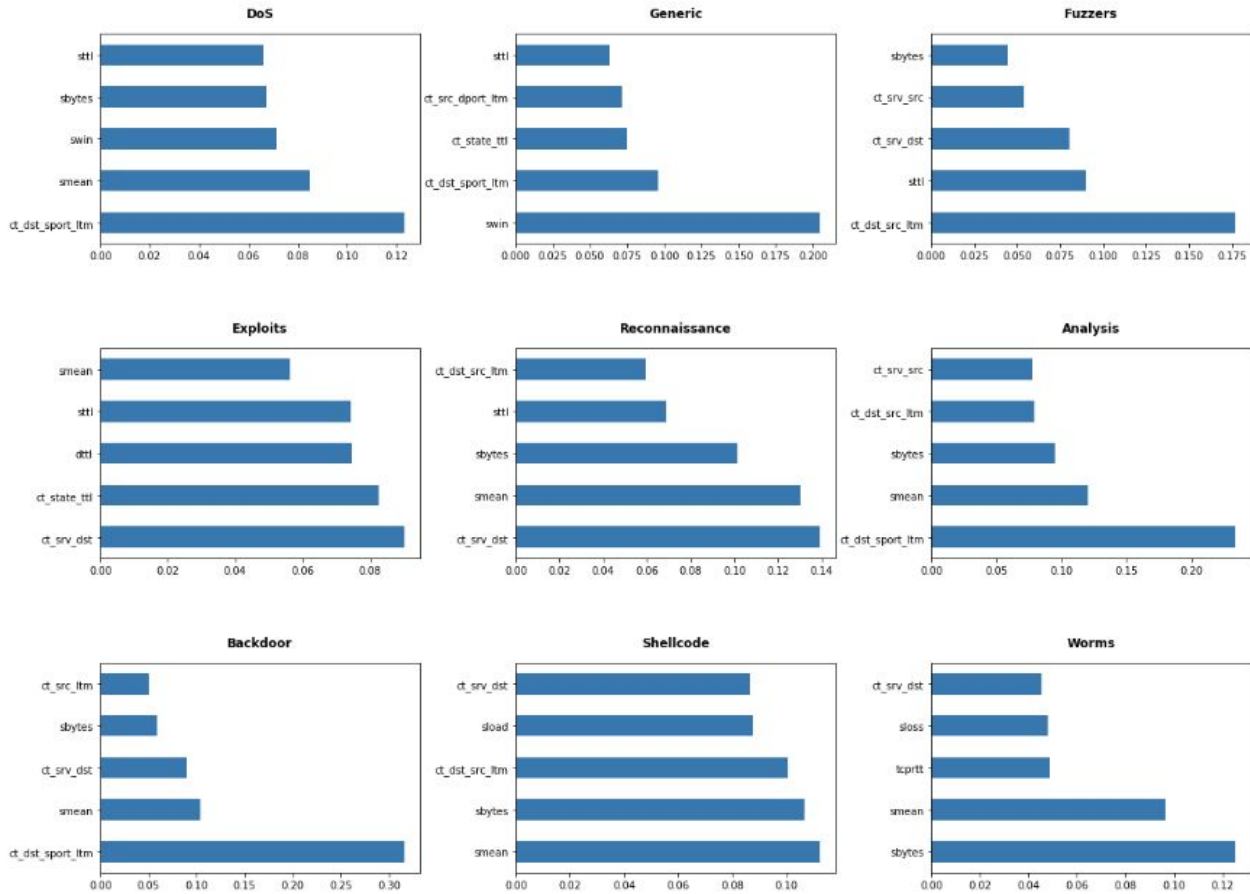 DoS
sttl
sbytes
swin
smean
ct_dst_sport_ltm
0.00 0.02 0.04 0.06 0.08 0.10 0.12
Generic
sttl
ct_src_dport_ltm
ct_state_ttl
ct_dst_sport_ltm
swin
0.000 0.025 0.050 0.075 0.100 0.125 0.150 0.175 0.200
Fuzzers
sbytes
ct_srv_src
ct_srv_dst
sttl
ct_dst_src_ltm
0.000 0.025 0.050 0.075 0.100 0.125 0.150 0.175
Exploits
smean
sttl
dttl
ct_state_ttl
ct_srv_dst
0.00 0.02 0.04 0.06 0.08
Reconnaissance
ct_dst_src_ltm
sttl
sbytes
smean
ct_srv_dst
0.00 0.02 0.04 0.06 0.08 0.10 0.12 0.14
Analysis
ct_srv_src
ct_dst_src_ltm
sbytes
smean
ct_dst_sport_ltm
0.00 0.05 0.10 0.15 0.20
Backdoor
ct_src_ltm
sbytes
ct_srv_dst
smean
ct_dst_sport_ltm
0.00 0.05 0.10 0.15 0.20 0.25 0.30
Shellcode
ct_srv_dst
sload
ct_dst_src_ltm
sbytes
smean
0.00 0.02 0.04 0.06 0.08 0.10
Worms
ct_srv_dst
sloss
tcprtt
smean
sbytes
0.00 0.02 0.04 0.06 0.08 0.10 0.12